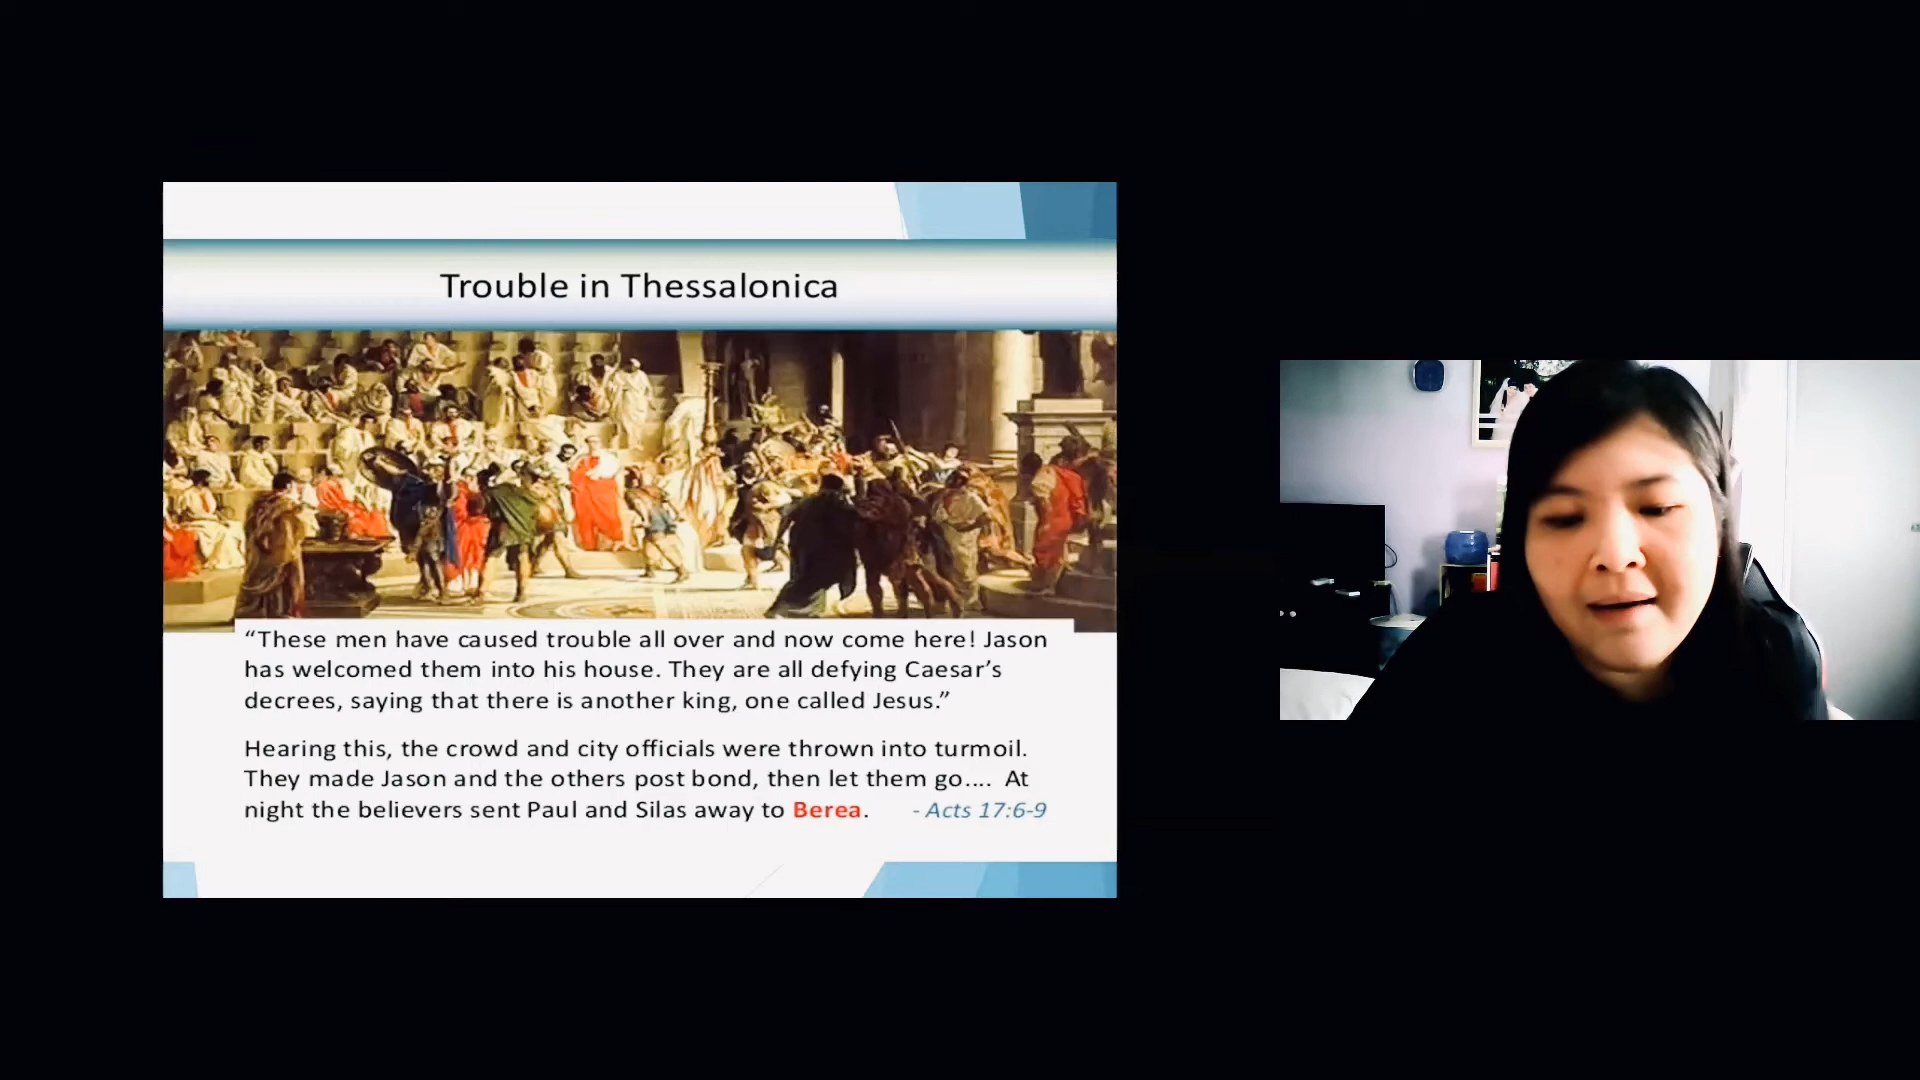 Trouble in Thessalonica
“These men have caused trouble all over and now come here! Jason
has welcomed them into his house. They are all defying Caesar’s
decrees, saying that there is another king, one called Jesus.”
Hearing this, the crowd and city officials were thrown into turmoil.
They made Jason and the others post bond, then let them go.... At
night the believers sent Paul and Silas away to Berea. - Acts 17:6-9